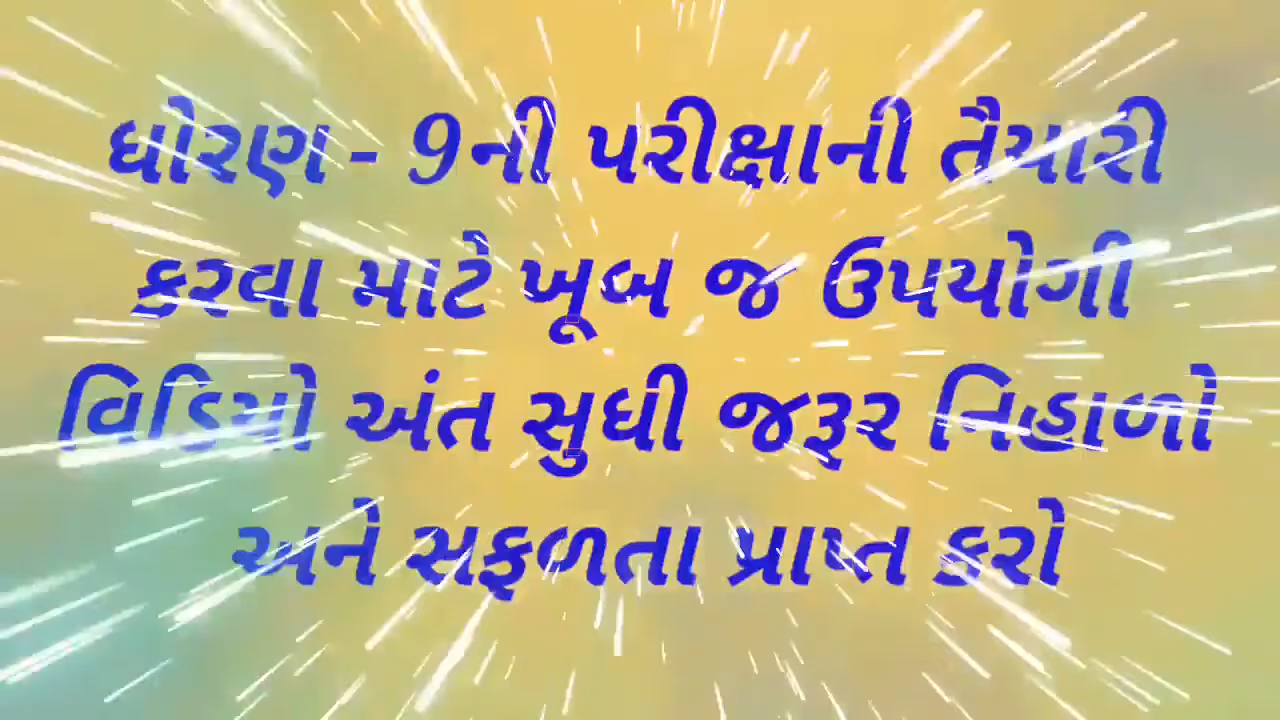 ધોરણ - 9ની પરીક્ષાની તૈયારી
કરવા માટે ખૂબ જ ઉપયોગી
વિડિયો અંત સુધી જરૂર નિહાળો
અને સફળતા પ્રાપ્ત કરો